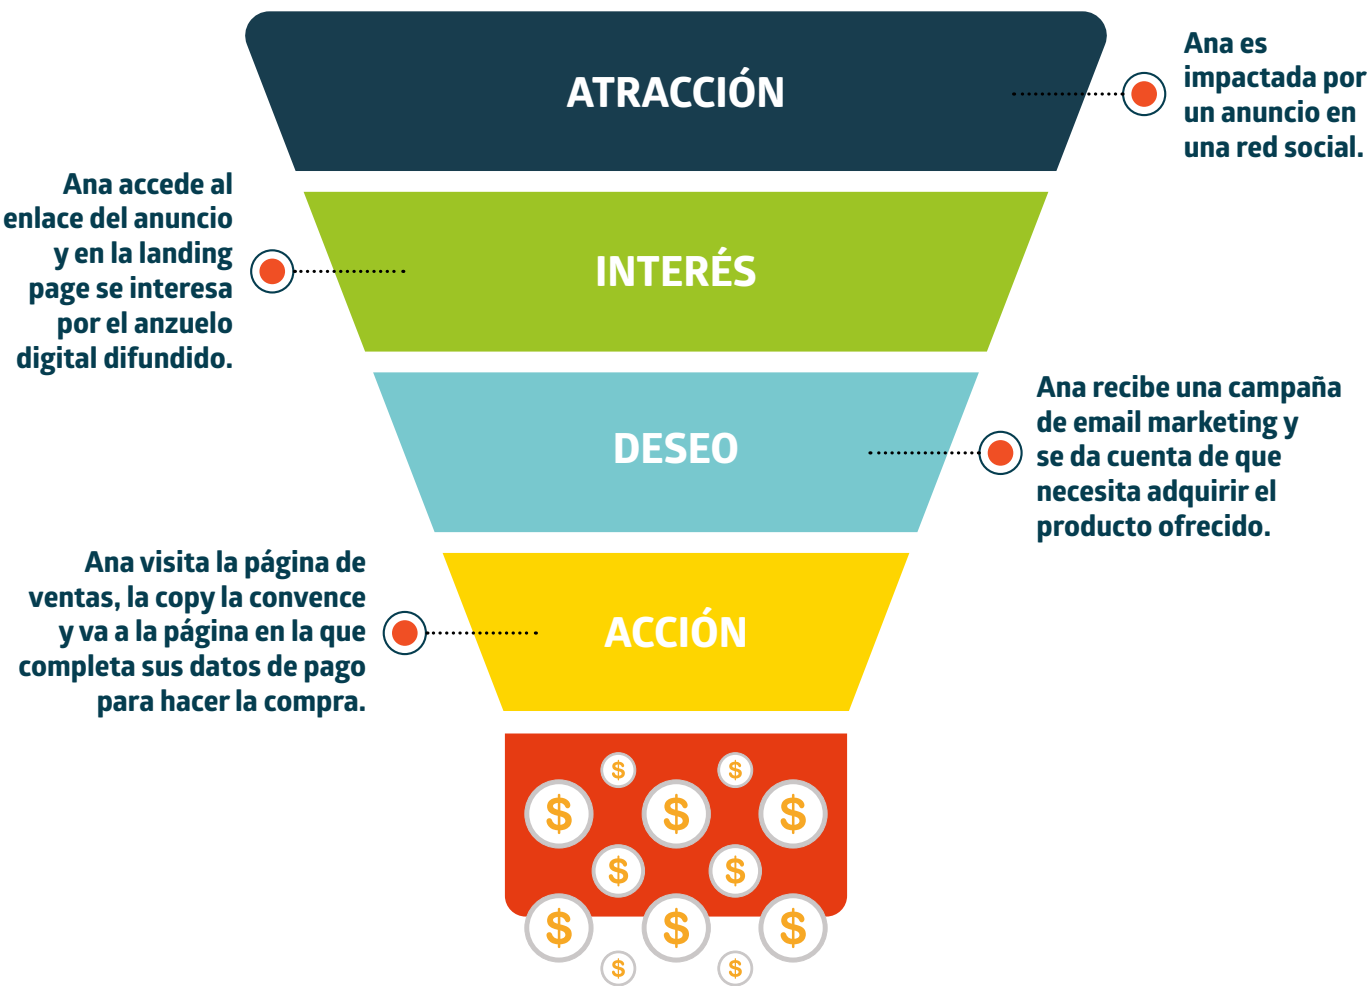 ATRACCIÓN
Ana es
impactada por
un anuncio en
una red social.
INTERÉS
Ana accede al
enlace del anuncio
y en la landing
page se interesa
por el anzuelo
digital difundido.
DESEO
Ana recibe una campaña
de email marketing y
se da cuenta de que
necesita adquirir el
producto ofrecido.
ACCIÓN
Ana visita la página de
ventas, la copy la convence
y va a la página en la que
completa sus datos de pago
para hacer la compra.
$ $
$ $ $
$ $
$ $ $
$ $